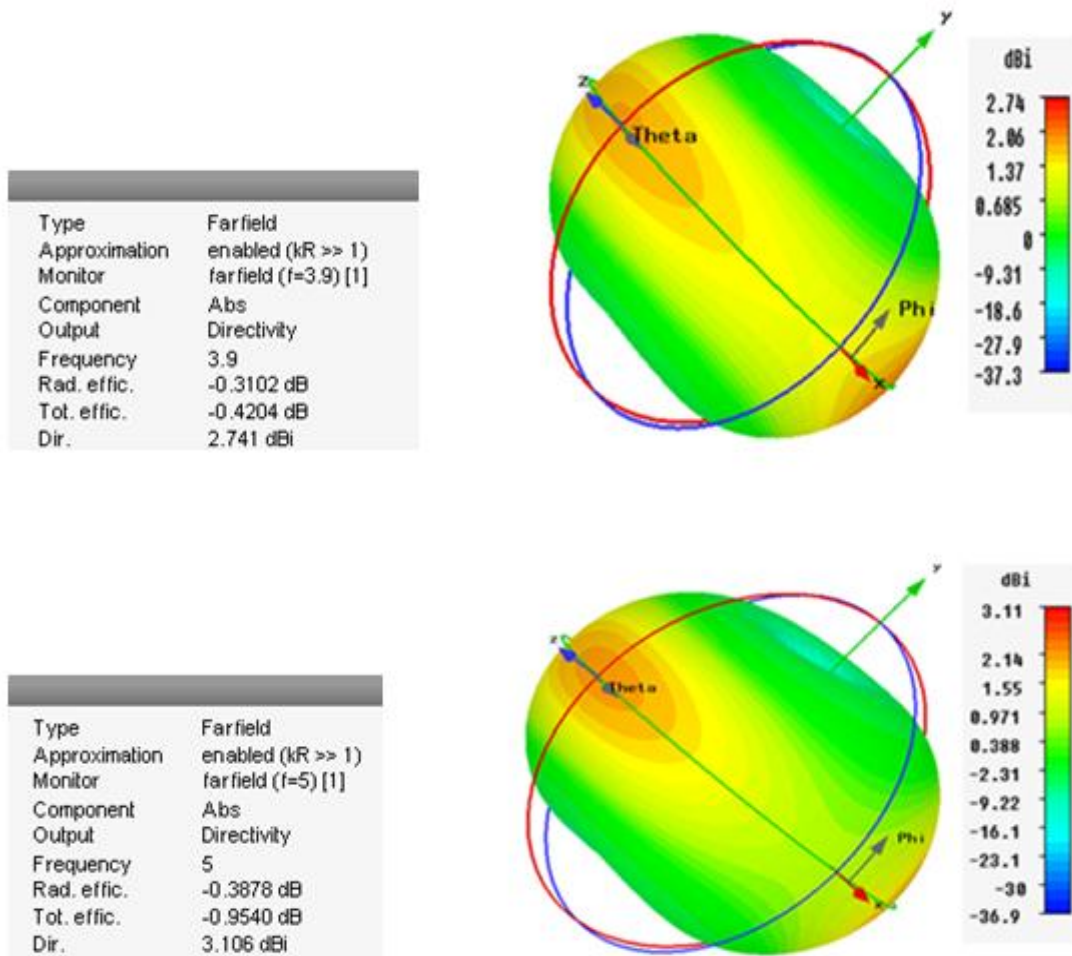 y
z
Theta
Phi
x
dBi
2.74
2.06
1.37
0.685
0
-9.31
-18.6
-27.9
-37.3
Type Farfield
Approximation enabled (kR >> 1)
Monitor farfield (f=3.9) [1]
Component Abs
Output Directivity
Frequency 3.9
Rad. effic. -0.3102 dB
Tot. effic. -0.4204 dB
Dir. 2.741 dBi
y
z
Theta
Phi
x
dBi
3.11
2.14
1.55
0.971
0.388
-2.31
-9.22
-16.1
-23.1
-30
-36.9
Type Farfield
Approximation enabled (kR >> 1)
Monitor farfield (f=5) [1]
Component Abs
Output Directivity
Frequency 5
Rad. effic. -0.3878 dB
Tot. effic. -0.9540 dB
Dir. 3.106 dBi